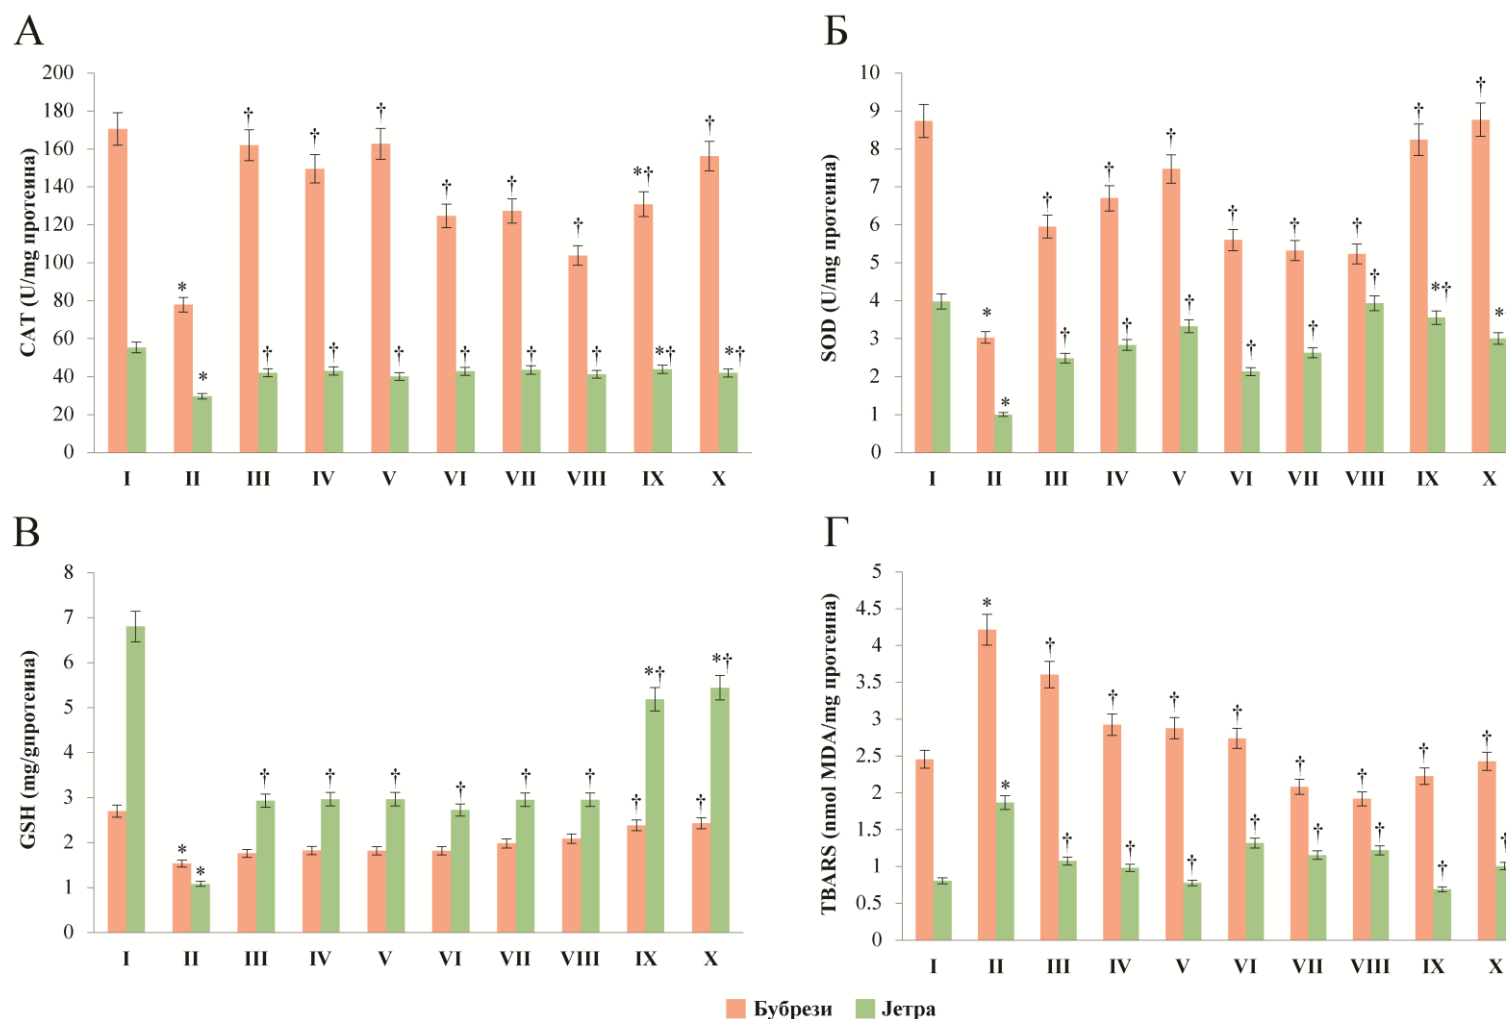 А
CAT (U/mg протеина)
200
180
160
140
120
100
80
60
40
20
0
* * † † † † † † † † † † † † *† *† † *†
I II III IV V VI VII VIII IX X
Б
SOD (U/mg протеина)
10
9
8
7
6
5
4
3
2
1
0
* * † † † † † † † † † † † † † *† † *
I II III IV V VI VII VIII IX X
В
GSH (mg/gпротеина)
8
7
6
5
4
3
2
1
0
* * † † † † † † † *† † *†
I II III IV V VI VII VIII IX X
Г
TBARS (nmol MDA/mg протеина)
5
4.5
4
3.5
3
2.5
2
1.5
1
0.5
0
* * † † † † † † † † † † † † † † † †
I II III IV V VI VII VIII IX X
Бубрези Јетра